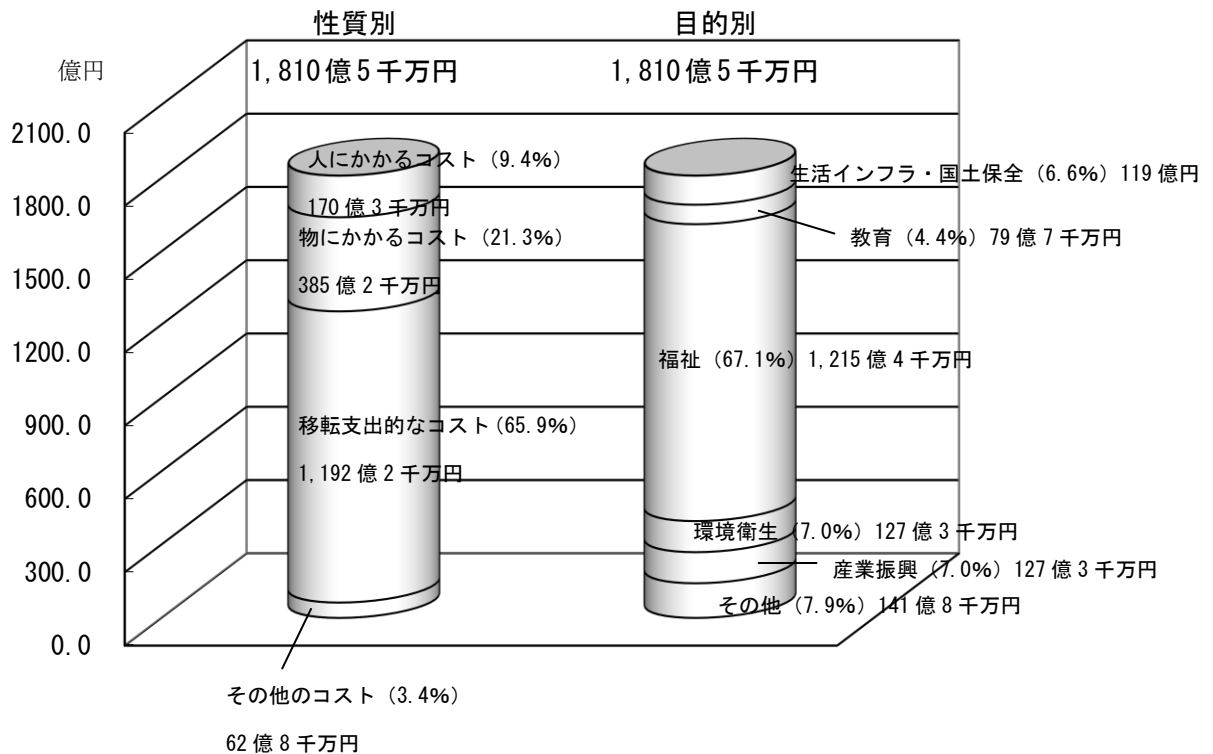 性質別
目的別
億円
1,810億5千万円
1,810億5千万円
2100.0
1800.0
1500.0
1200.0
900.0
600.0
300.0
0.0
人にかかるコスト（9.4%）
170億3千万円
物にかかるコスト（21.3%）
385億2千万円
移転支出的なコスト（65.9%）
1,192億2千万円
その他のコスト（3.4%）
62億8千万円
生活インフラ・国土保全（6.6%）119億円
教育（4.4%）79億7千万円
福祉（67.1%）1,215億4千万円
環境衛生（7.0%）127億3千万円
産業振興（7.0%）127億3千万円
その他（7.9%）141億8千万円